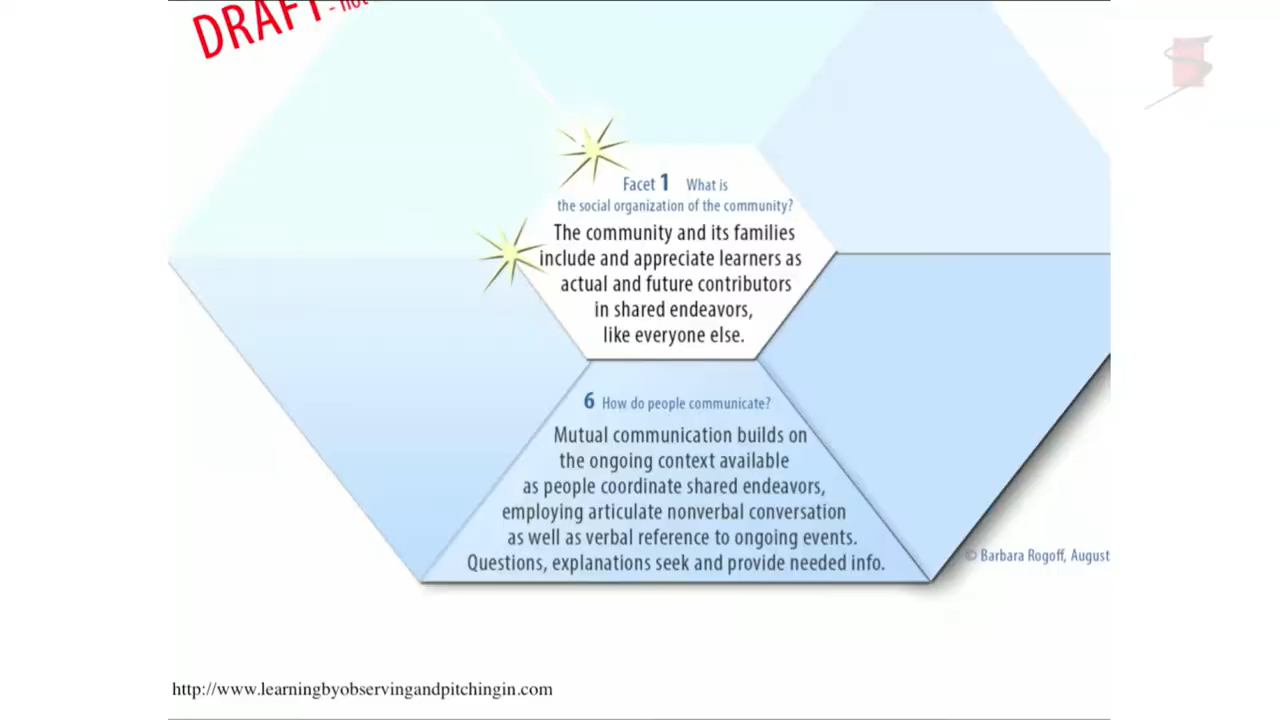 DRAFT - not
Facet 1 What is
the social organization of the community?
The community and its families
include and appreciate learners as
actual and future contributors
in shared endeavors,
like everyone else.
6 How do people communicate?
Mutual communication builds on
the ongoing context available
as people coordinate shared endeavors,
employing articulate nonverbal conversation
as well as verbal reference to ongoing events.
Questions, explanations seek and provide needed info.
© Barbara Rogoff, August
http://www.learningbyobservingandpitchingin.com